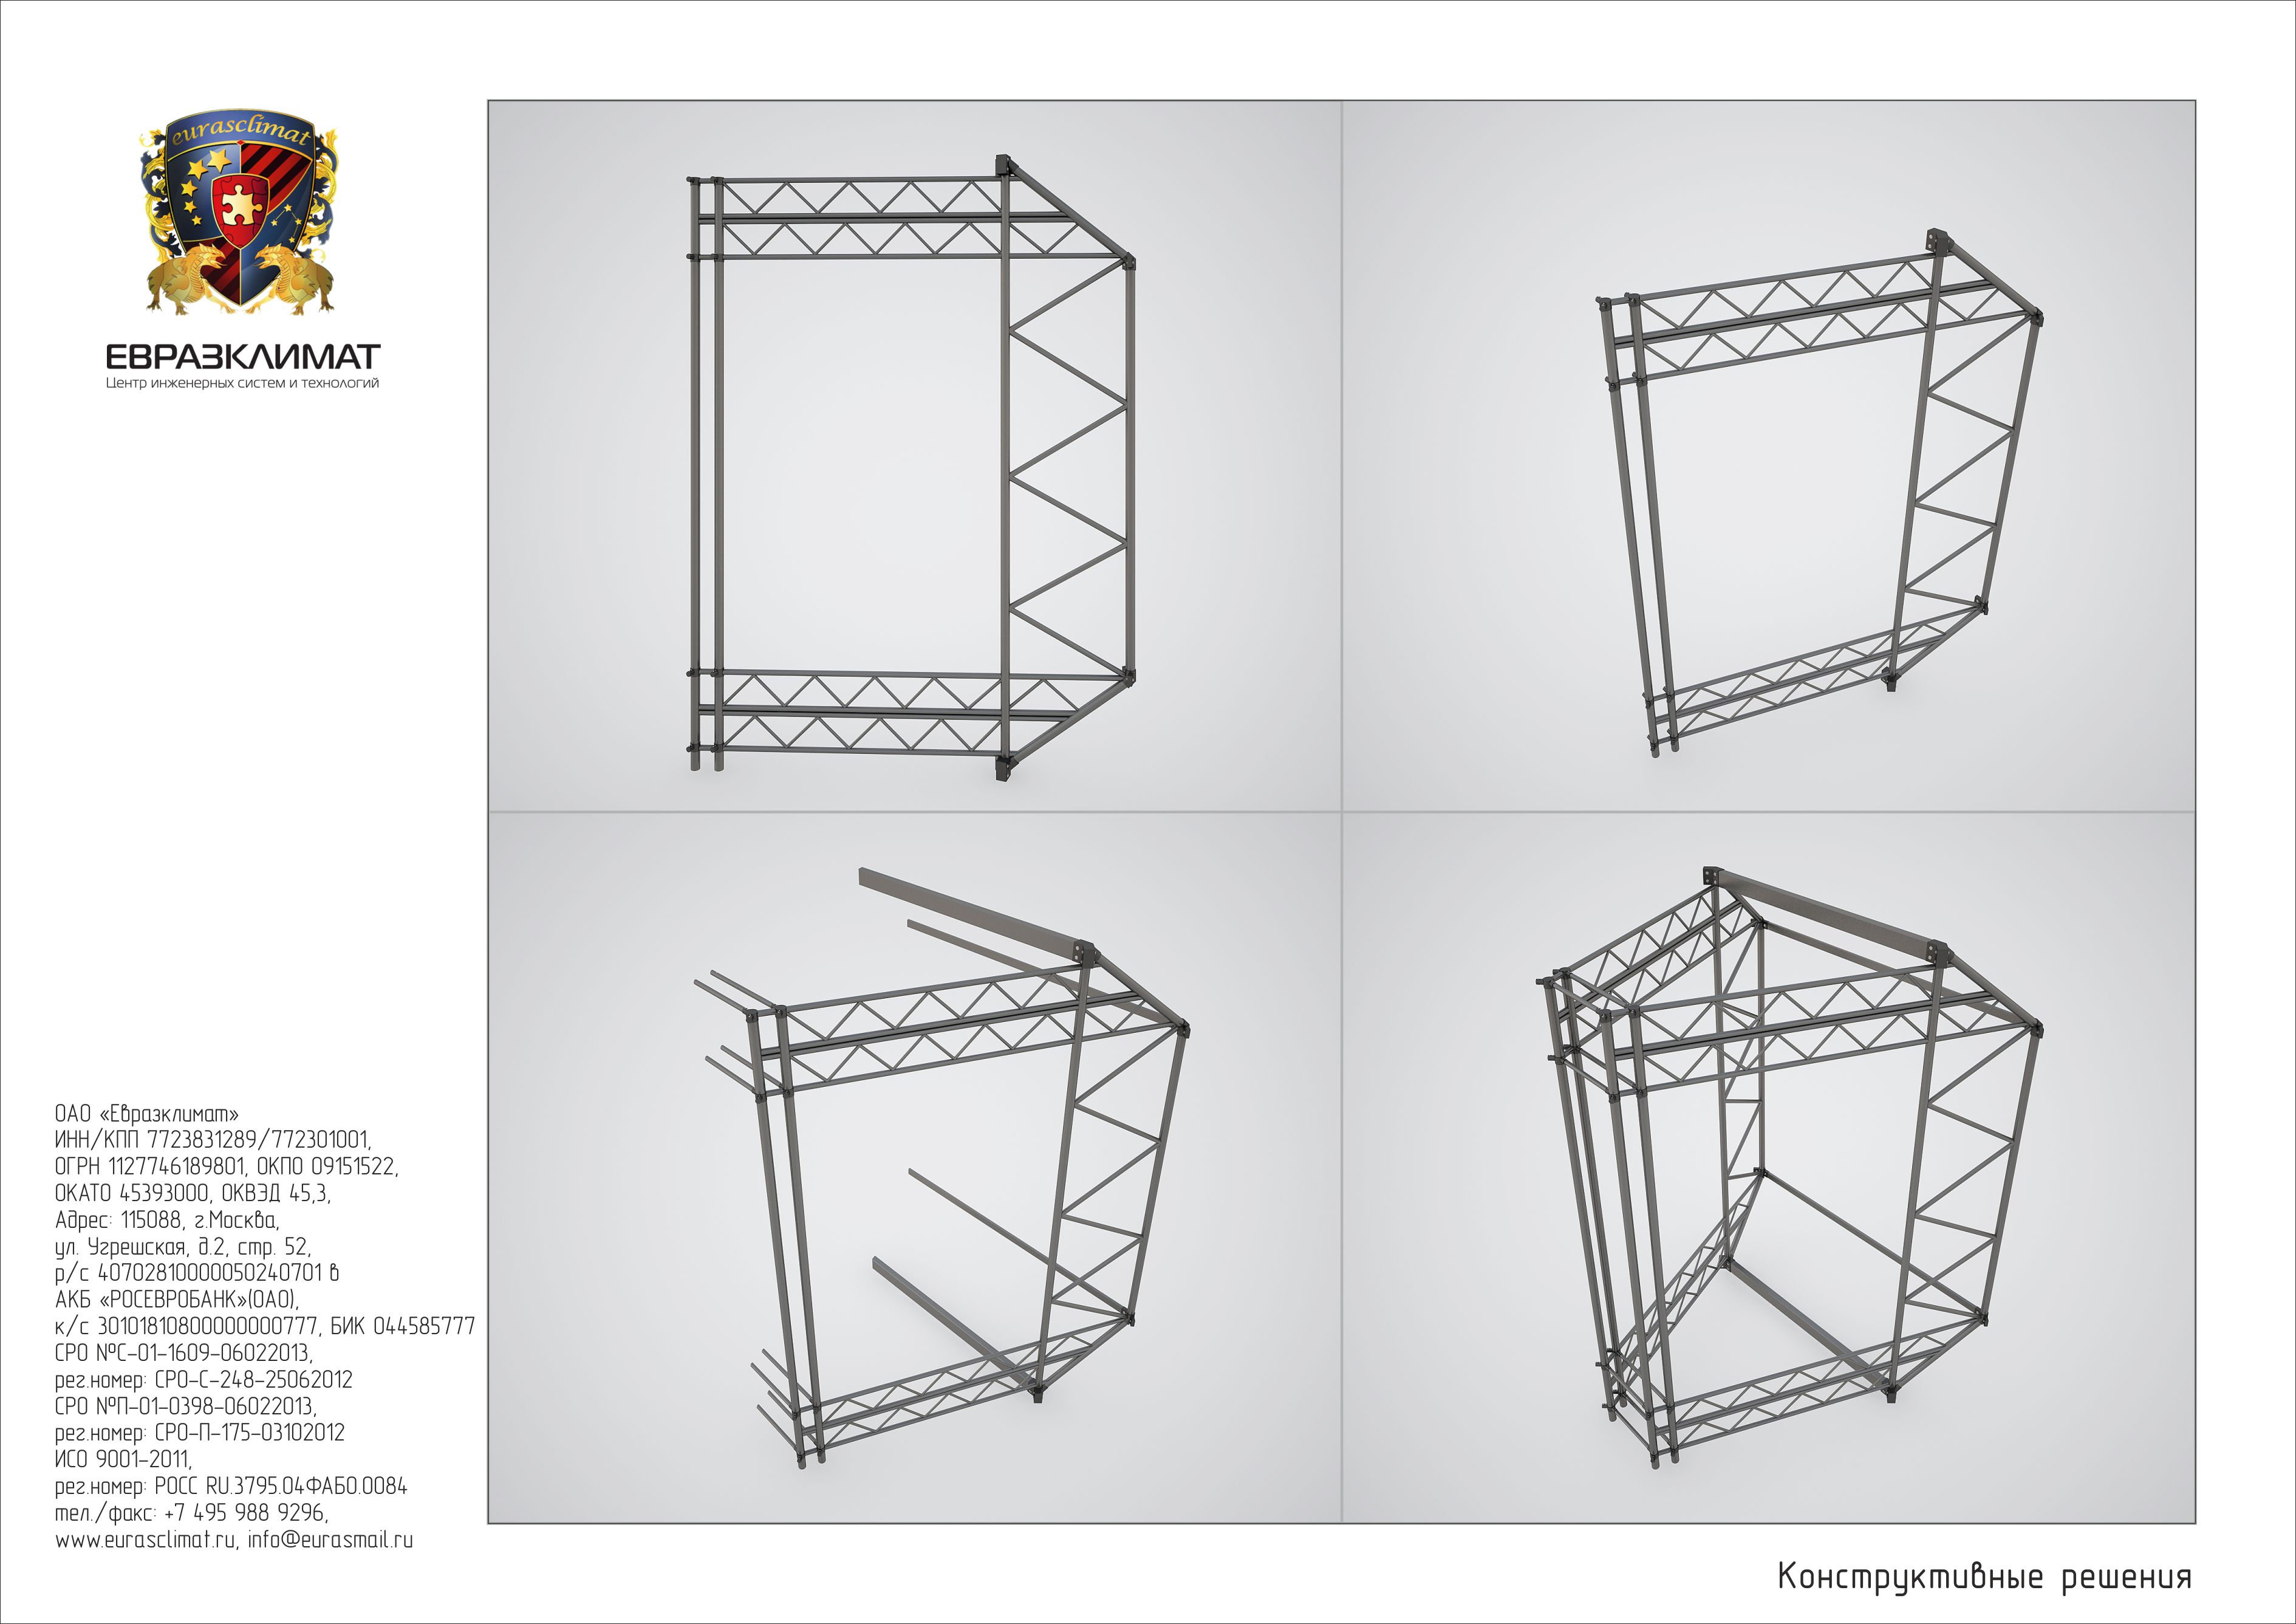 eurasclimat
ЕВРАЗКЛИМАТ
Центр инженерных систем и технологий
ОАО «Евразклимат»
ИНН/КПП 7723831289/772301001,
ОГРН 1127746189801, ОКПО 09151522,
ОКАТО 45393000, ОКВЭД 45,3,
Адрес: 115088, г.Москва,
ул. Угрешская, д.2, стр. 52,
р/с 40702810000050240701 в
АКБ «РОСЕВРОБАНК»(ОАО),
к/с 30101810800000000777, БИК 044585777
СРО №С-01-1609-06022013,
рег.номер: СРО-С-248-25062012
СРО №П-01-0398-06022013,
рег.номер: СРО-П-175-03102012
ИСО 9001-2011,
рег.номер: РОСС RU.3795.04ФАБ0.0084
тел./факс: +7 495 988 9296,
www.eurasclimat.ru, info@eurasmail.ru
Конструктивные решения